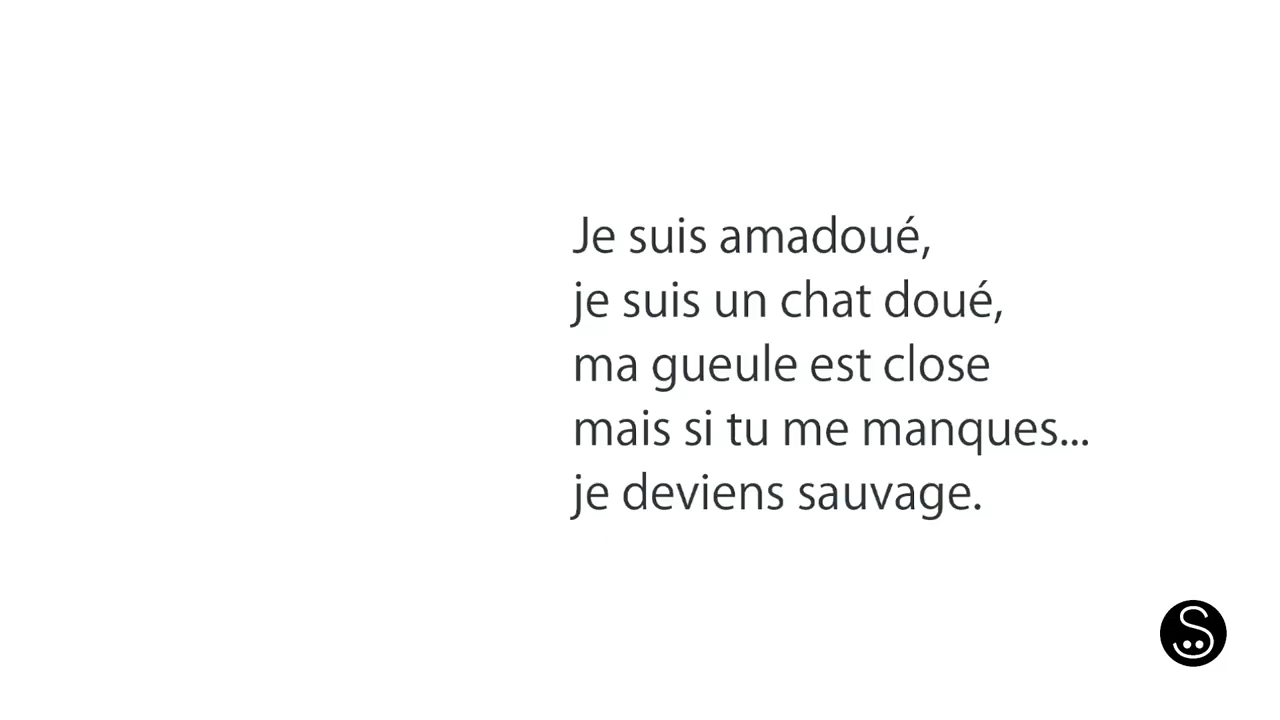 Je suis amadoué,
je suis un chat doué,
ma gueule est close
mais si tu me manques...
je deviens sauvage.
S